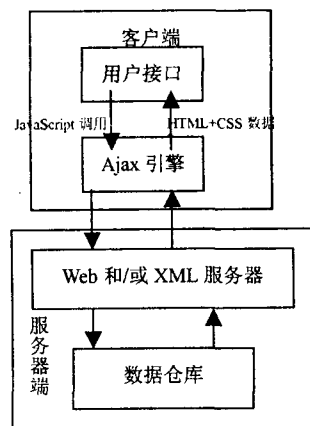 客户端
用户接口
JavaScript 调用
HTML+CSS 数据
Ajax 引擎
Web 和/或 XML 服务器
服务器端
数据仓库